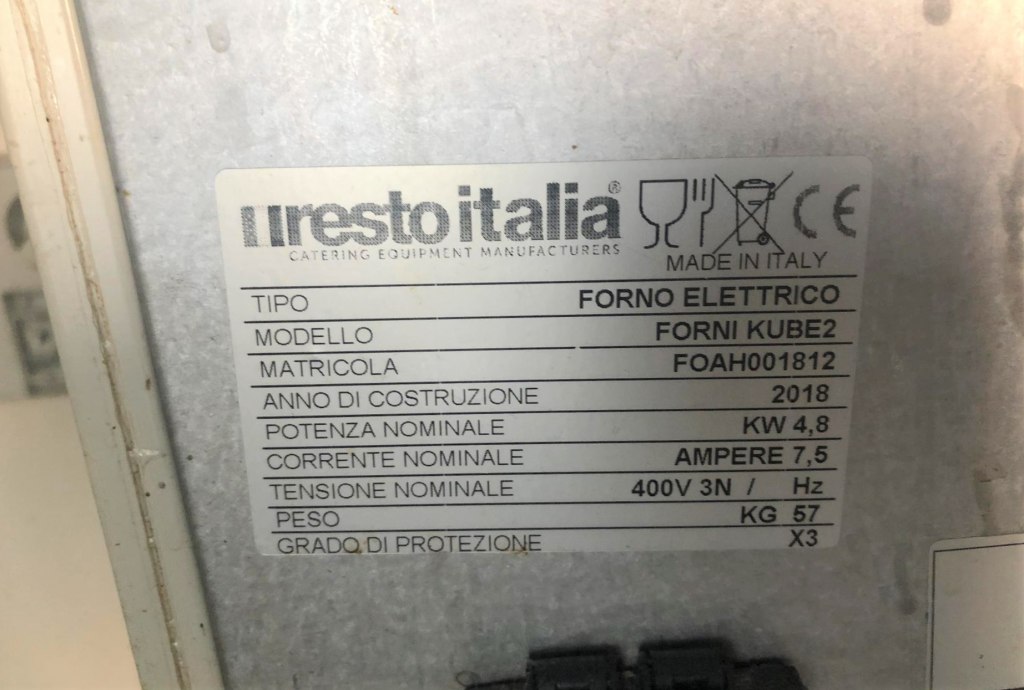 restoitalia®
CATERING EQUIPMENT MANUFACTURERS
CE
MADE IN ITALY
TIPO FORNO ELETTRICO
MODELLO FORNI KUBE2
MATRICOLA FOAH001812
ANNO DI COSTRUZIONE 2018
POTENZA NOMINALE KW 4,8
CORRENTE NOMINALE AMPERE 7,5
TENSIONE NOMINALE 400V 3N / Hz
PESO KG 57
GRADO DI PROTEZIONE X3